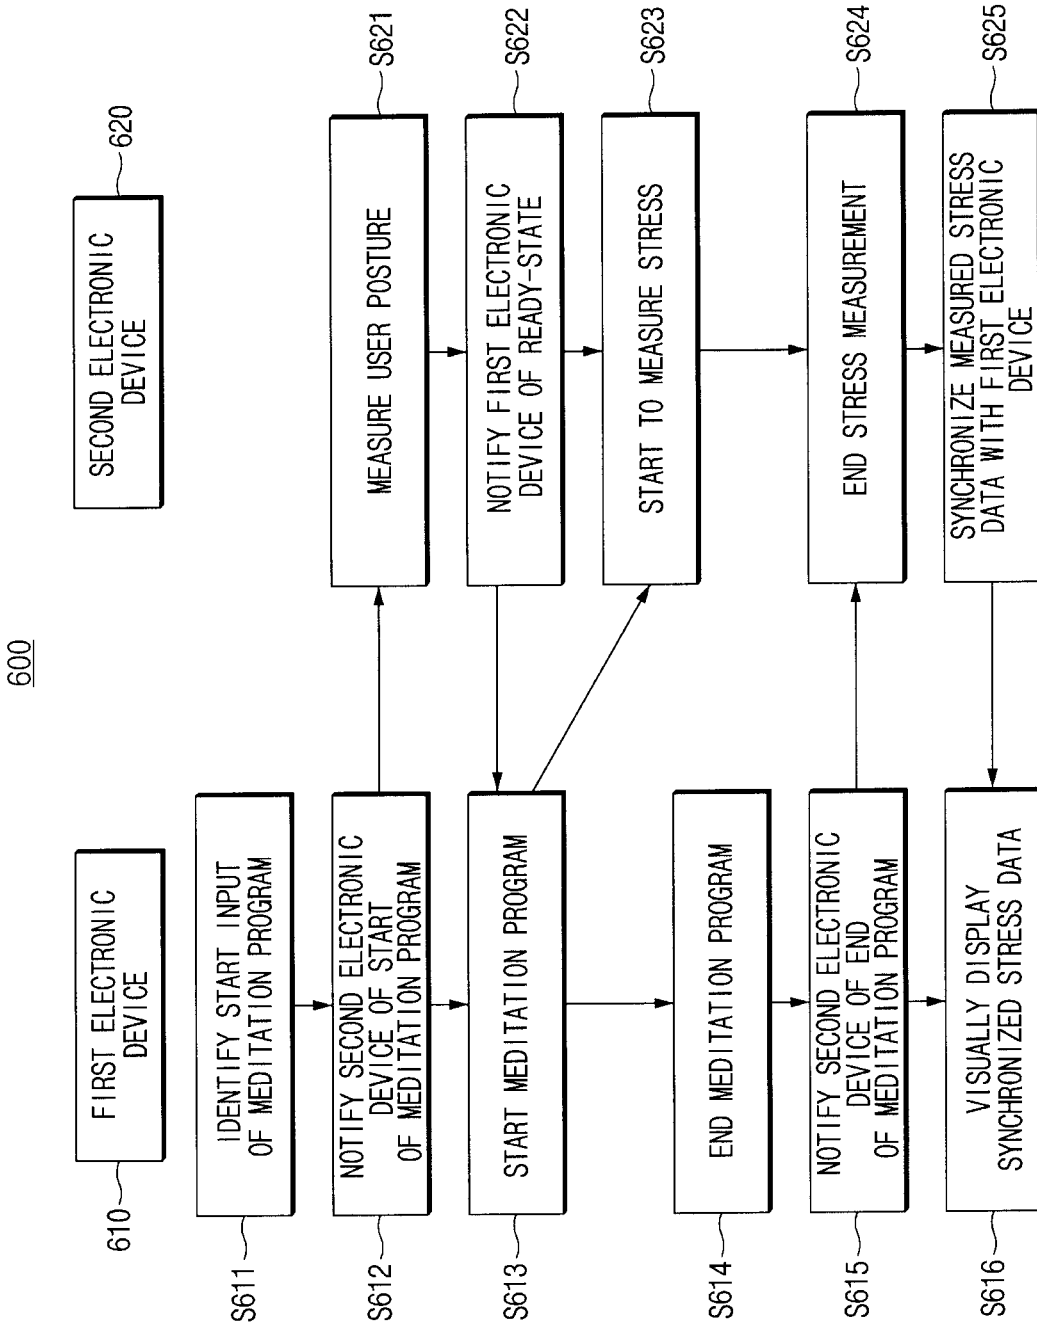 600
FIRST ELECTRONIC
DEVICE
610
SECOND ELECTRONIC
DEVICE
620
IDENTIFY START INPUT
OF MEDITATION PROGRAM
S611
NOTIFY SECOND ELECTRONIC
DEVICE OF START
OF MEDITATION PROGRAM
S612
MEASURE USER POSTURE
S621
START MEDITATION PROGRAM
S613
NOTIFY FIRST ELECTRONIC
DEVICE OF READY-STATE
S622
START TO MEASURE STRESS
S623
END MEDITATION PROGRAM
S614
NOTIFY SECOND ELECTRONIC
DEVICE OF END
OF MEDITATION PROGRAM
S615
END STRESS MEASUREMENT
S624
VISUALLY DISPLAY
SYNCHRONIZED STRESS DATA
S616
SYNCHRONIZE MEASURED STRESS
DATA WITH FIRST ELECTRONIC
DEVICE
S625